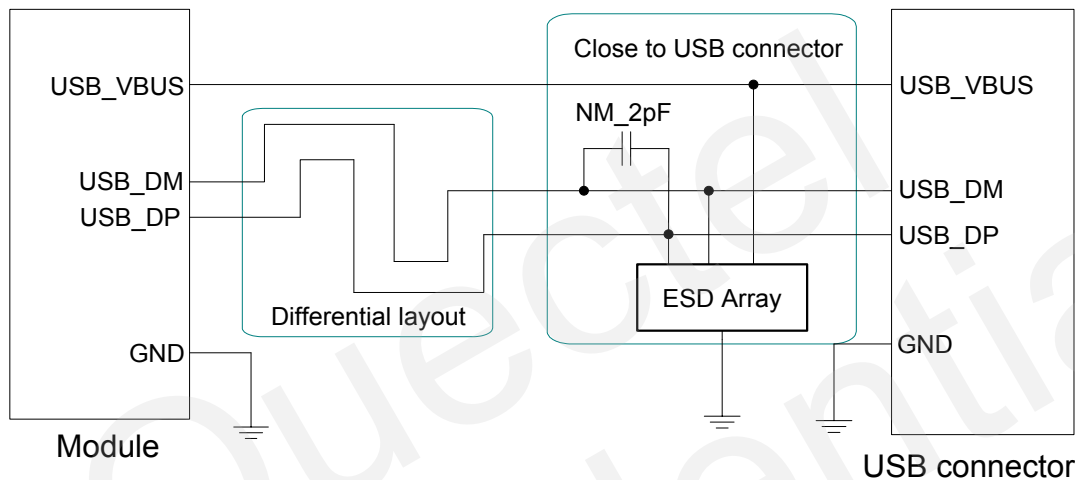 Close to USB connector
USB_VBUS
USB_VBUS
NM_2pF
USB_DM
USB_DM
USB_DP
USB_DP
ESD Array
Differential layout
GND
GND
Module
USB connector
Quectel